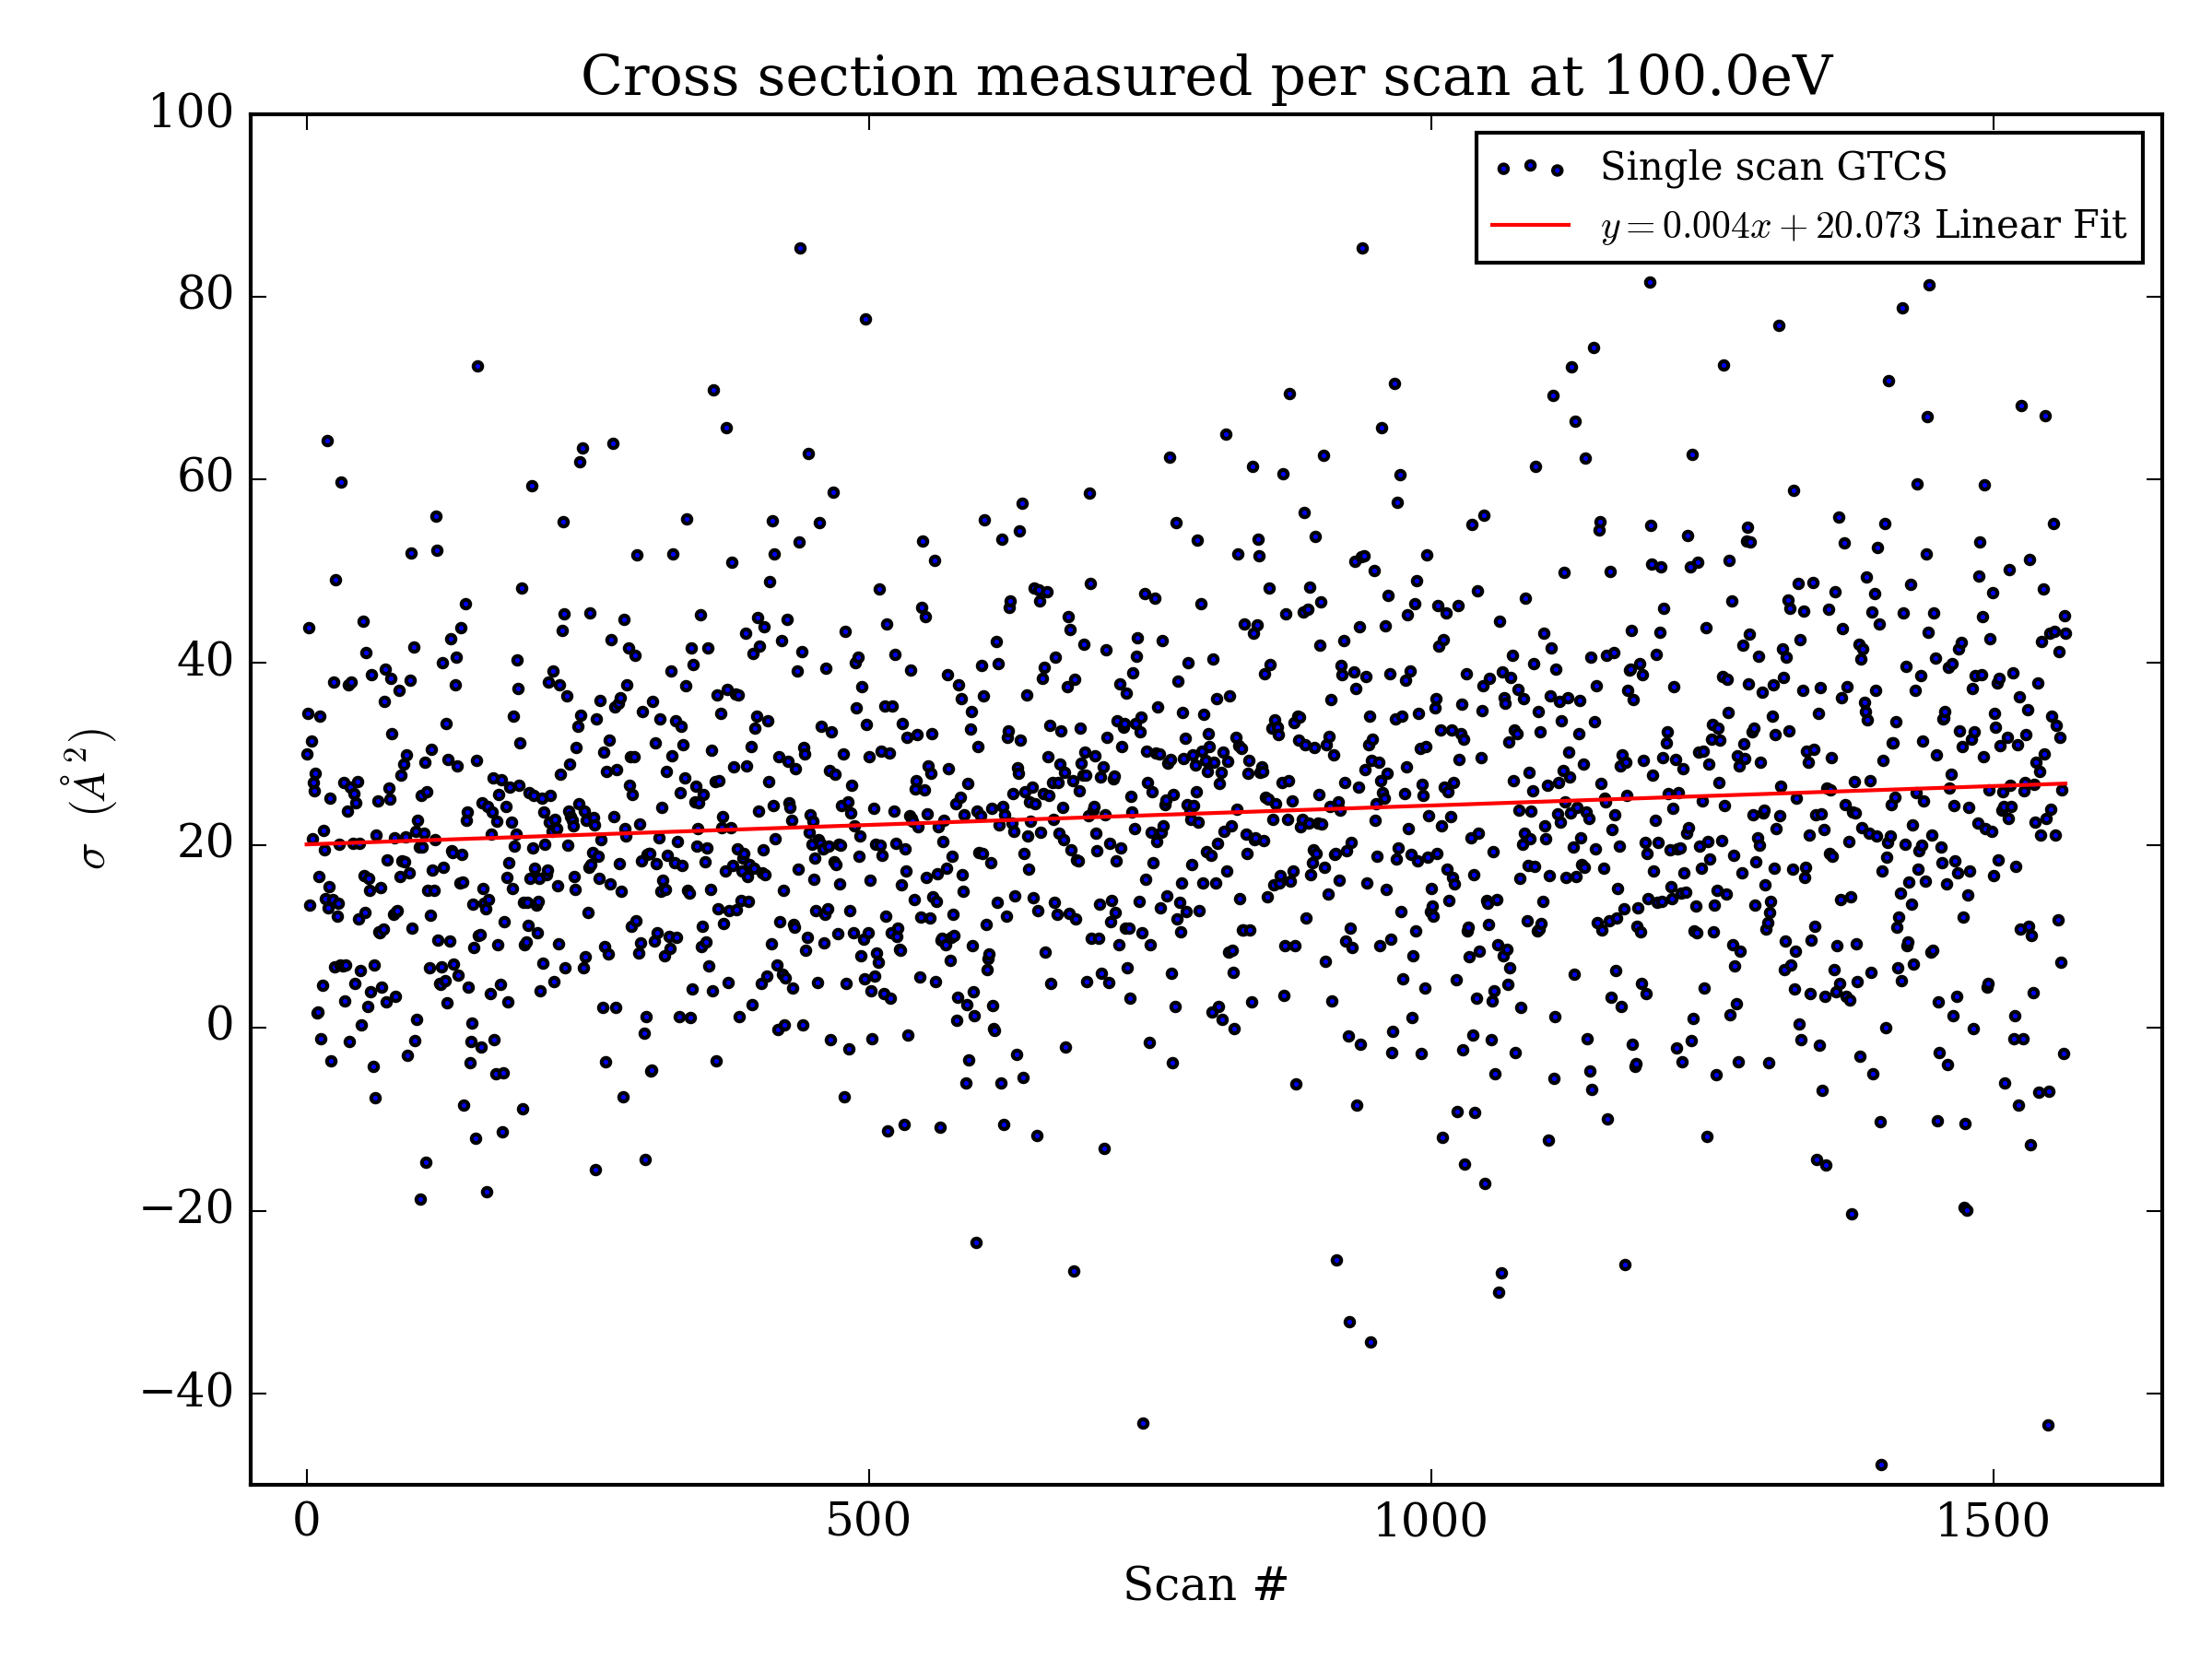 Cross section measured per scan at 100.0eV
Single scan GTCS
y = 0.004x + 20.073 Linear Fit
100
80
60
40
20
0
−20
−40
σ (Å²)
0 500 1000 1500
Scan #